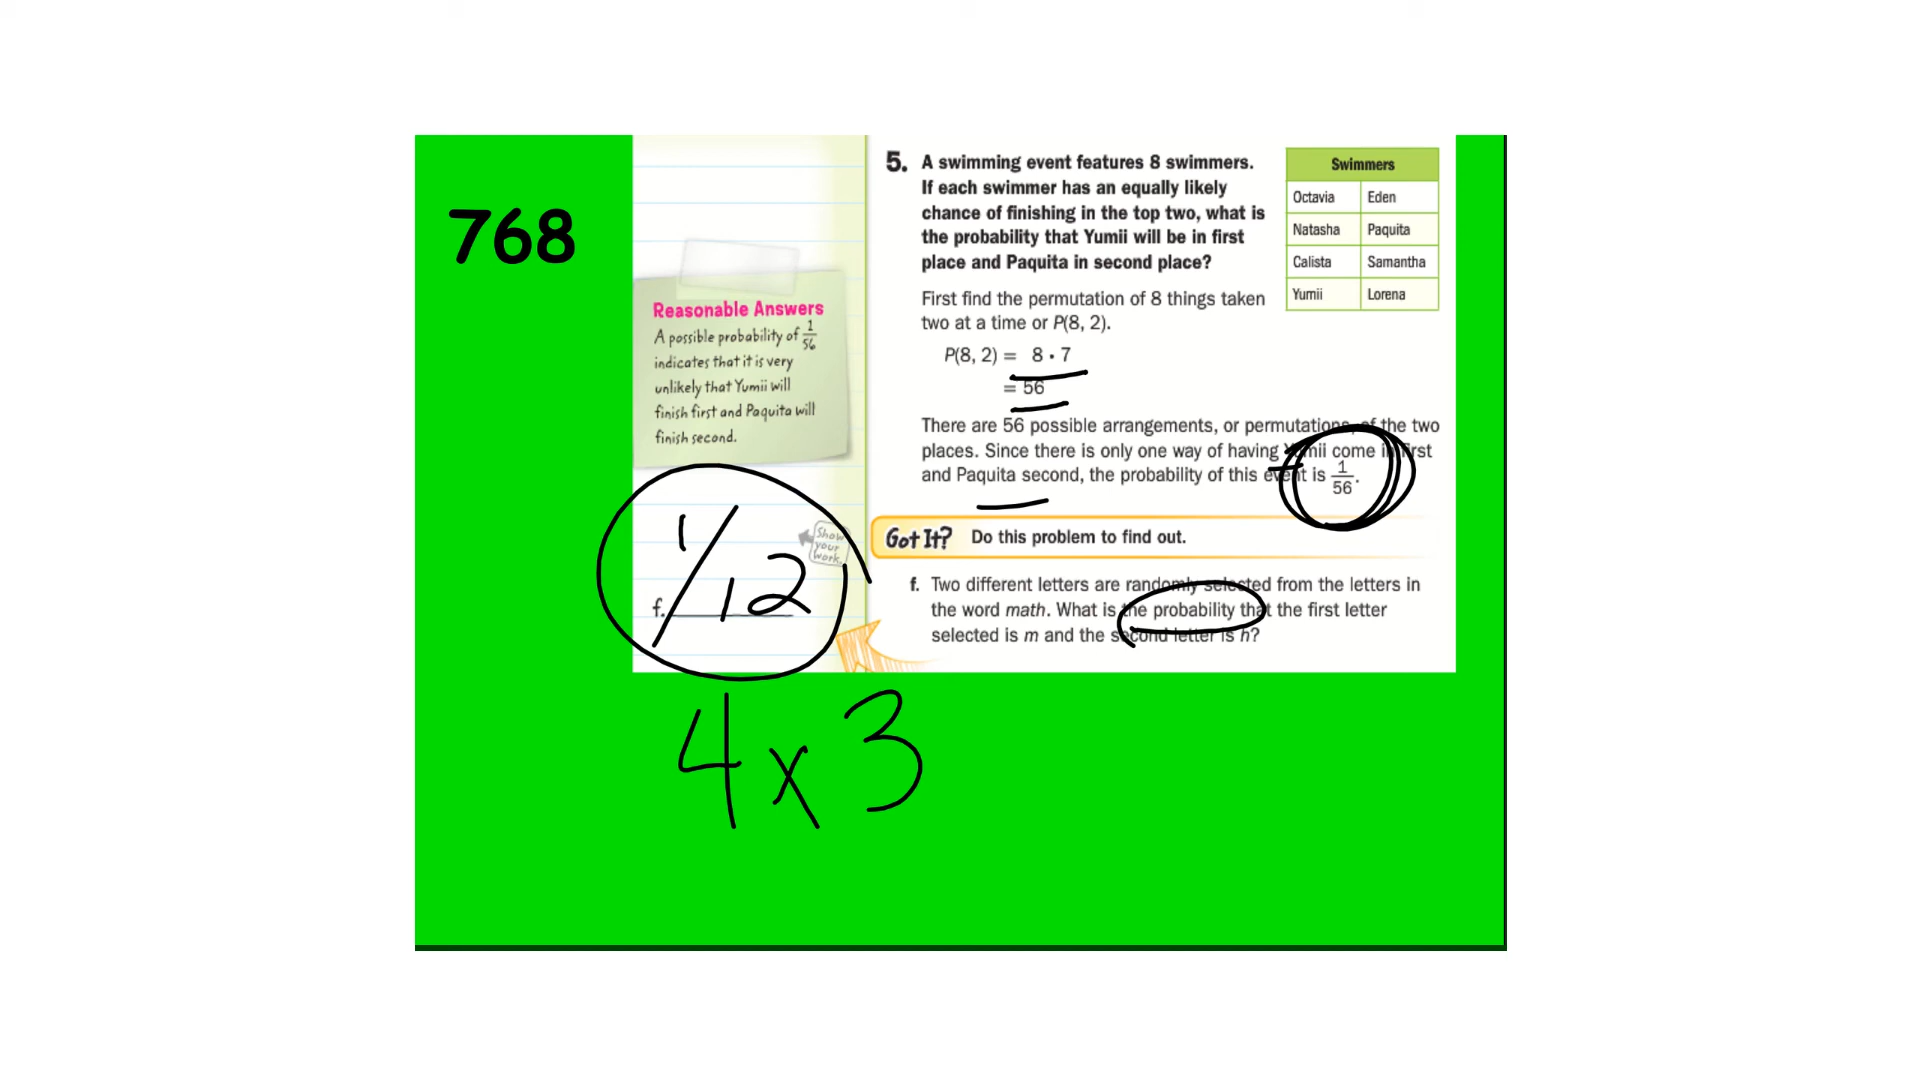 768
5. A swimming event features 8 swimmers.
If each swimmer has an equally likely
chance of finishing in the top two, what is
the probability that Yumii will be in first
place and Paquita in second place?
Swimmers
Octavia Eden
Natasha Paquita
Calista Samantha
Yumii Lorena
First find the permutation of 8 things taken
two at a time or P(8, 2).
P(8, 2) = 8 • 7
= 56
There are 56 possible arrangements, or permutations, of the two
places. Since there is only one way of having Yumii come in first
and Paquita second, the probability of this event is 1/56.
Reasonable Answers
A possible probability of 1/56
indicates that it is very
unlikely that Yumii will
finish first and Paquita will
finish second.
Got It? Do this problem to find out.
Show
your
work.
f. 1/12
f. Two different letters are randomly selected from the letters in
the word math. What is the probability that the first letter
selected is m and the second letter is h?
4 x 3